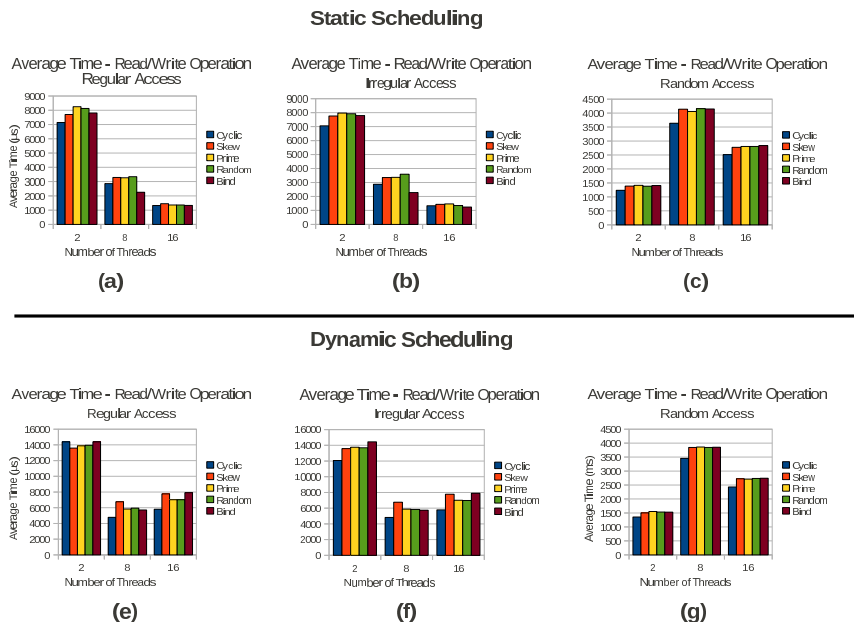 Static Scheduling
Average Time - Read/Write Operation
Regular Access
9000
8000
7000
6000
5000
4000
3000
2000
1000
0
Average Time (µs)
2 8 16
Number of Threads
Cyclic
Skew
Prime
Random
Bind
(a)
Average Time - Read/Write Operation
Irregular Access
9000
8000
7000
6000
5000
4000
3000
2000
1000
0
2 8 16
Number of Threads
Cyclic
Skew
Prime
Random
Bind
(b)
Average Time - Read/Write Operation
Random Access
4500
4000
3500
3000
2500
2000
1500
1000
500
0
2 8 16
Number of Threads
Cyclic
Skew
Prime
Random
Bind
(c)
Dynamic Scheduling
Average Time - Read/Write Operation
Regular Access
16000
14000
12000
10000
8000
6000
4000
2000
0
Average Time (µs)
2 8 16
Number of Threads
Cyclic
Skew
Prime
Random
Bind
(e)
Average Time - Read/Write Operation
Irregular Access
16000
14000
12000
10000
8000
6000
4000
2000
0
2 8 16
Number of Threads
Cyclic
Skew
Prime
Random
Bind
(f)
Average Time - Read/Write Operation
Random Access
4500
4000
3500
3000
2500
2000
1500
1000
500
0
Average Time (ms)
2 8 16
Number of Threads
Cyclic
Skew
Prime
Random
Bind
(g)